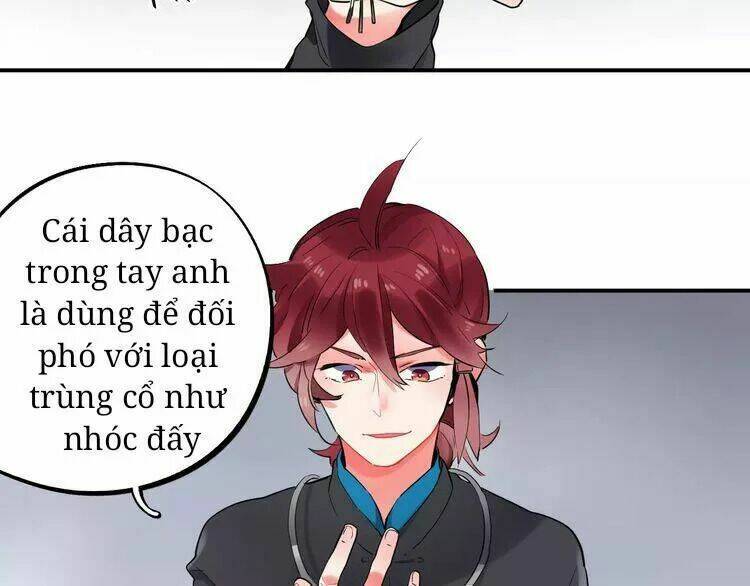 Cái dây bạc
trong tay anh
là dùng để đối
phó với loại
trùng cổ như
nhóc đấy